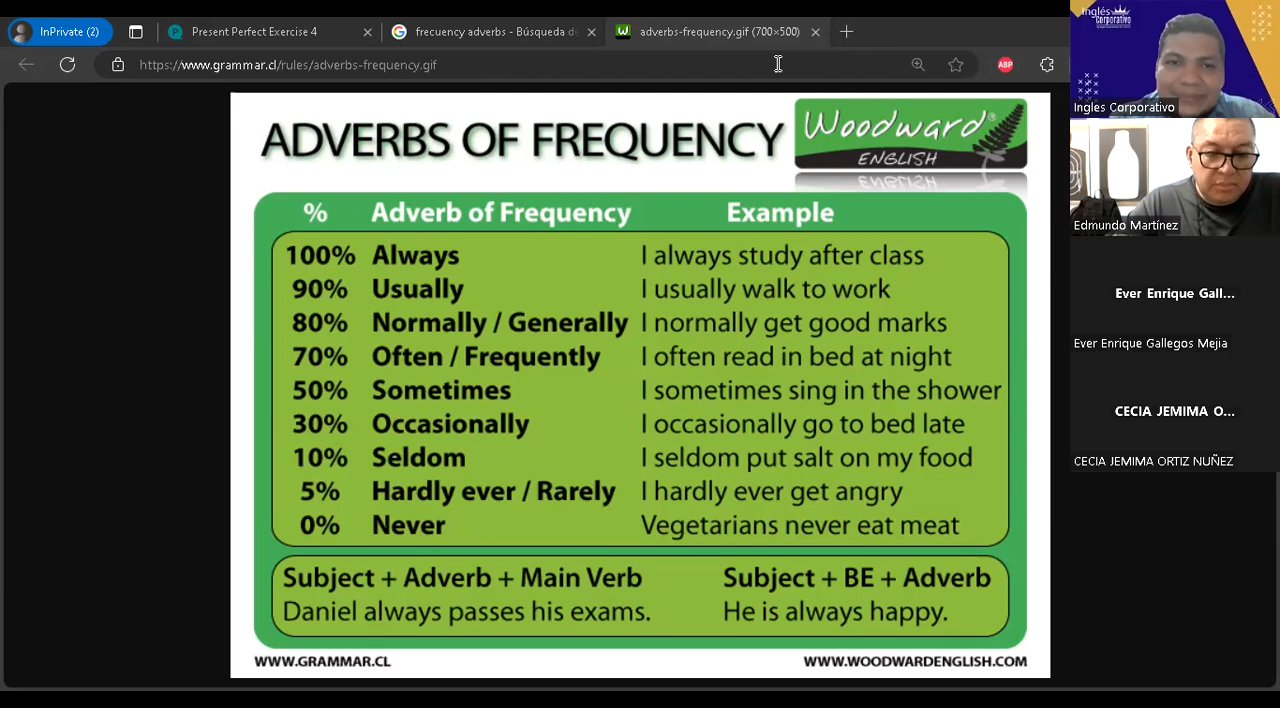 InPrivate (2)
Present Perfect Exercise 4
frecuency adverbs - Búsqueda de
adverbs-frequency.gif (700×500)
https://www.grammar.cl/rules/adverbs-frequency.gif
ABP
Inglés
Corporativo
Ingles Corporativo
Edmundo Martínez
Ever Enrique Gall...
Ever Enrique Gallegos Mejia
CECIA JEMIMA O...
CECIA JEMIMA ORTIZ NUÑEZ
ADVERBS OF FREQUENCY
Woodward®
ENGLISH
% Adverb of Frequency Example
100% Always I always study after class
90% Usually I usually walk to work
80% Normally / Generally I normally get good marks
70% Often / Frequently I often read in bed at night
50% Sometimes I sometimes sing in the shower
30% Occasionally I occasionally go to bed late
10% Seldom I seldom put salt on my food
5% Hardly ever / Rarely I hardly ever get angry
0% Never Vegetarians never eat meat
Subject + Adverb + Main Verb Subject + BE + Adverb
Daniel always passes his exams. He is always happy.
WWW.GRAMMAR.CL WWW.WOODWARDENGLISH.COM